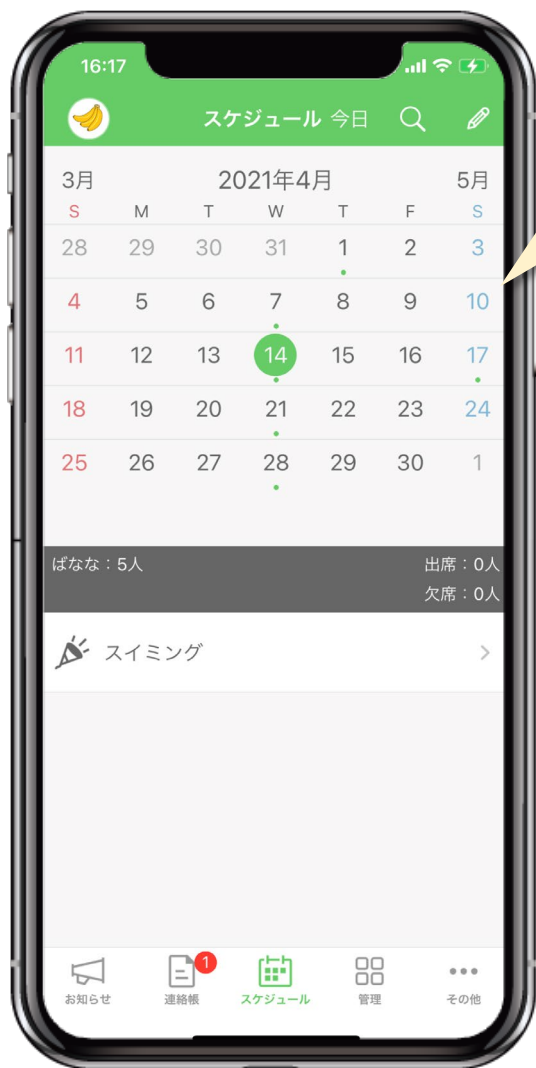 16:17
スケジュール 今日
3月 2021年4月 5月
S M T W T F S
28 29 30 31 1 2 3
4 5 6 7 8 9 10
11 12 13 14 15 16 17
18 19 20 21 22 23 24
25 26 27 28 29 30 1
ばなな：5人 出席：0人
欠席：0人
スイミング
1
お知らせ 連絡帳 スケジュール 管理 その他